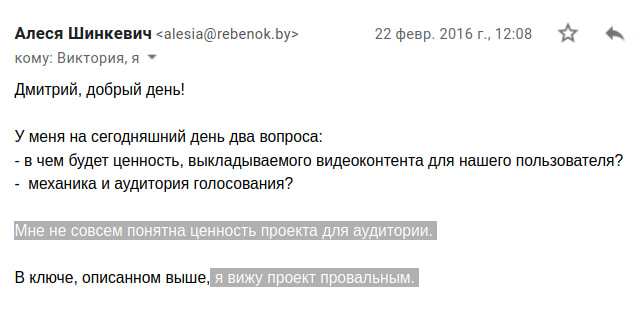 Алеся Шинкевич <alesia@rebenok.by> 22 февр. 2016 г., 12:08
кому: Виктория, я
Дмитрий, добрый день!
У меня на сегодняшний день два вопроса:
- в чем будет ценность, выкладываемого видеоконтента для нашего пользователя?
- механика и аудитория голосования?
Мне не совсем понятна ценность проекта для аудитории.
В ключе, описанном выше, я вижу проект провальным.